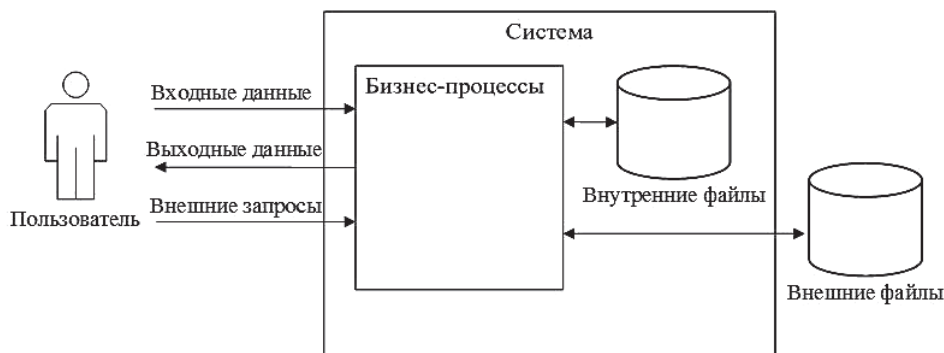 Система
Бизнес-процессы
Входные данные
Выходные данные
Внешние запросы
Пользователь
Внутренние файлы
Внешние файлы